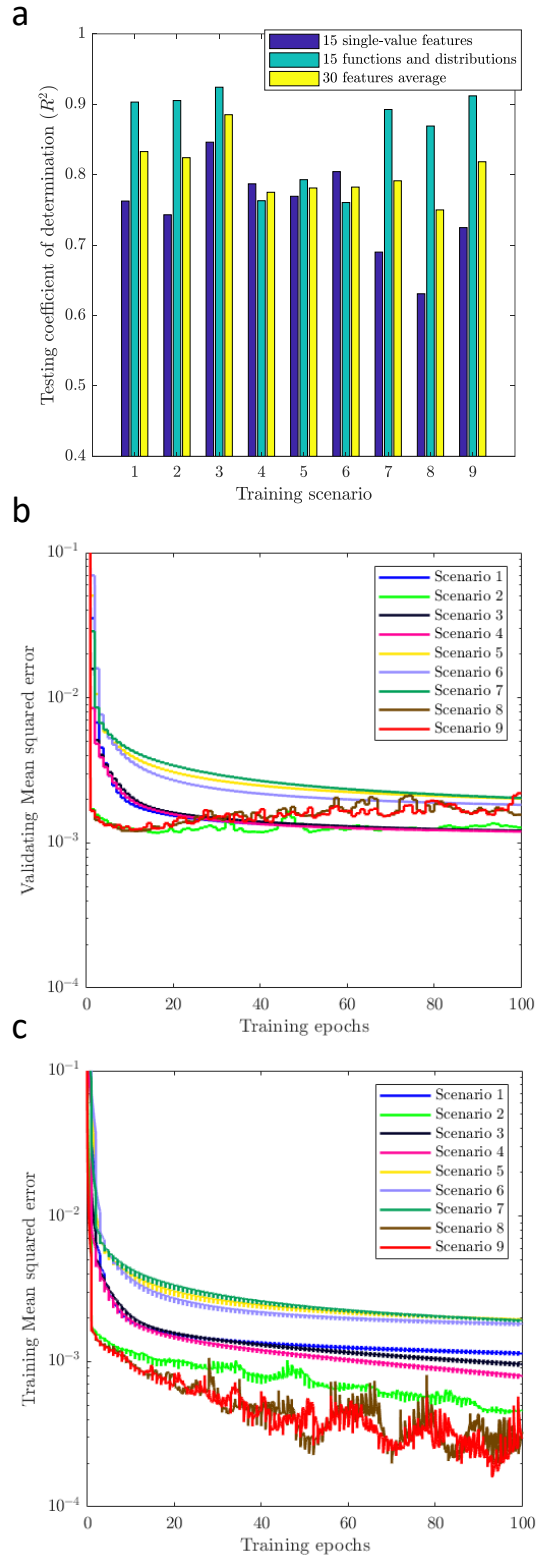 a
15 single-value features
15 functions and distributions
30 features average
Testing coefficient of determination (R²)
1
0.9
0.8
0.7
0.6
0.5
0.4
1 2 3 4 5 6 7 8 9
Training scenario
b
Validating Mean squared error
10⁻¹
10⁻²
10⁻³
10⁻⁴
Scenario 1
Scenario 2
Scenario 3
Scenario 4
Scenario 5
Scenario 6
Scenario 7
Scenario 8
Scenario 9
0 20 40 60 80 100
Training epochs
c
Training Mean squared error
10⁻¹
10⁻²
10⁻³
10⁻⁴
Scenario 1
Scenario 2
Scenario 3
Scenario 4
Scenario 5
Scenario 6
Scenario 7
Scenario 8
Scenario 9
0 20 40 60 80 100
Training epochs